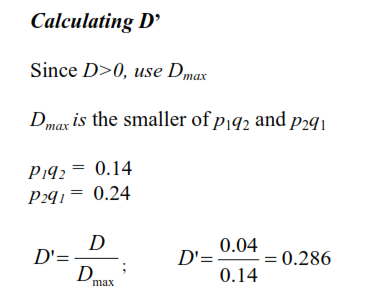 Calculating D’
Since D>0, use Dmax
Dmax is the smaller of p₁q₂ and p₂q₁
p₁q₂ = 0.14
p₂q₁ = 0.24
D'= D / Dmax ; D'= 0.04 / 0.14 = 0.286